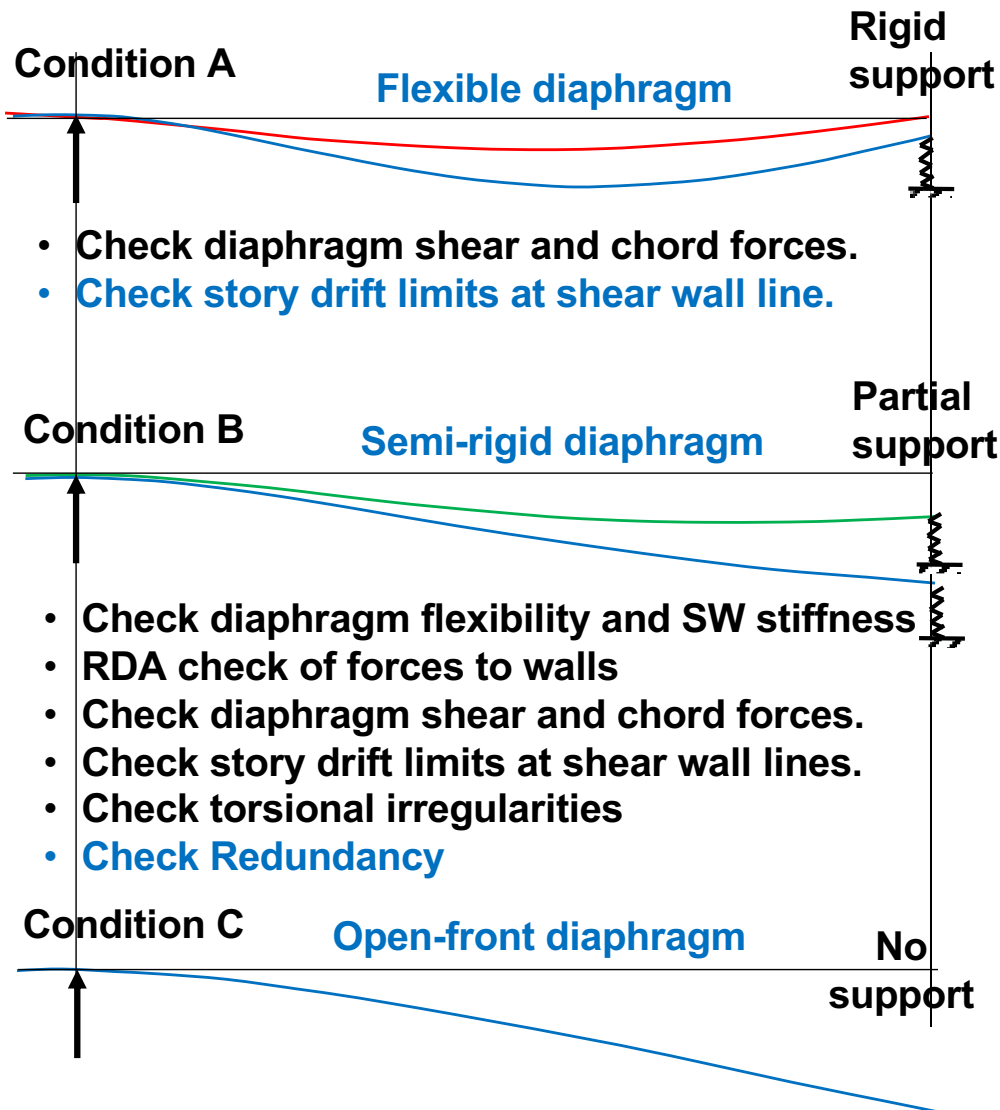 Condition A
Flexible diaphragm
Rigid
support
• Check diaphragm shear and chord forces.
• Check story drift limits at shear wall line.
Condition B
Semi-rigid diaphragm
Partial
support
• Check diaphragm flexibility and SW stiffness
• RDA check of forces to walls
• Check diaphragm shear and chord forces.
• Check story drift limits at shear wall lines.
• Check torsional irregularities
• Check Redundancy
Condition C
Open-front diaphragm
No
support